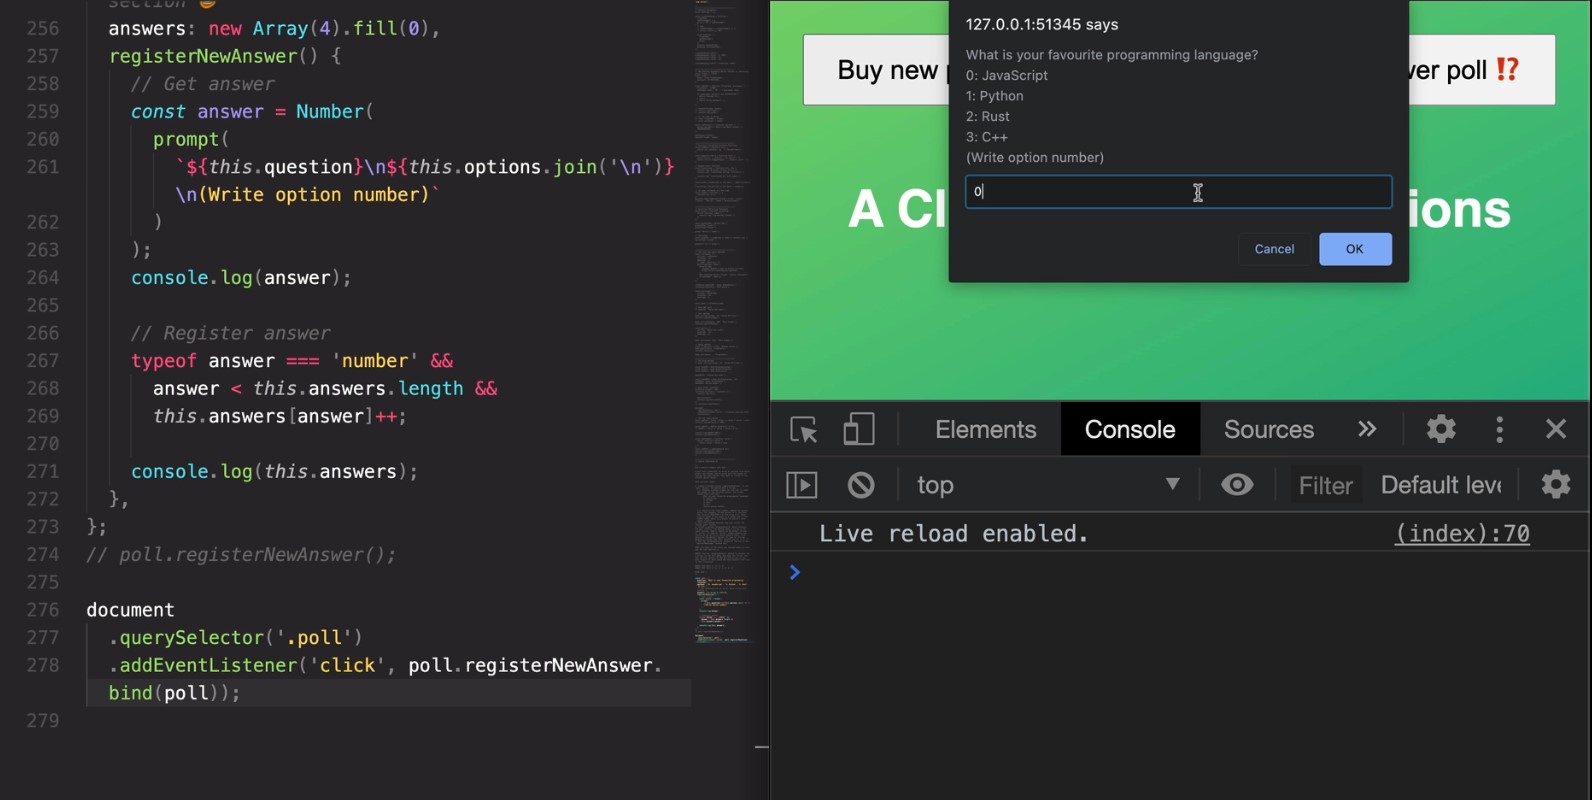 section
256 answers: new Array(4).fill(0),
257 registerNewAnswer() {
258 // Get answer
259 const answer = Number(
260 prompt(
261 `${this.question}\n${this.options.join('\n')}
\n(Write option number)`
262 )
263 );
264 console.log(answer);
265
266 // Register answer
267 typeof answer === 'number' &&
268 answer < this.answers.length &&
269 this.answers[answer]++;
270
271 console.log(this.answers);
272 },
273 };
274 // poll.registerNewAnswer();
275
276 document
277 .querySelector('.poll')
278 .addEventListener('click', poll.registerNewAnswer.
bind(poll));
279
Buy new
ver poll ⁉️
A Cl
ions
127.0.0.1:51345 says
What is your favourite programming language?
0: JavaScript
1: Python
2: Rust
3: C++
(Write option number)
0
Cancel OK
Elements Console Sources »
top Filter Default leve
Live reload enabled. (index):70